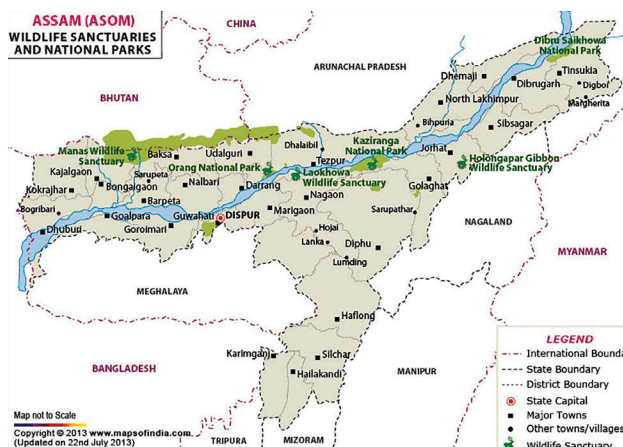 ASSAM (ASOM)
WILDLIFE SANCTUARIES
AND NATIONAL PARKS
CHINA
Dibru Saikhowa
National Park
ARUNACHAL PRADESH
Dhemaji
Tinsukia
Dibrugarh
Digboi
BHUTAN
North Lakhimpur
Margherita
Bihpuria
Sibsagar
Dhalaibil
Kaziranga
National Park
Manas Wildlife
Sanctuary
Baksa
Udalguri
Jorhat
Tezpur
Holongapar Gibbon
Wildlife Sanctuary
Kajalgaon
Sarupeta
Orang National Park
Laokhowa
Wildlife Sanctuary
Kokrajhar
Bongaigaon
Nalbari
Darrang
Golaghat
Barpeta
Nagaon
Bogribari
Goalpara
Guwahati
DISPUR
Marigaon
Sarupathar
Dhuburi
Goroimari
Hojai
NAGALAND
Lanka
Diphu
MYANMAR
Lumding
MEGHALAYA
Haflong
LEGEND
International Bounda
Karimganj
Silchar
State Boundary
BANGLADESH
Hailakandi
MANIPUR
District Boundary
State Capital
Map not to Scale
Major Towns
Copyright © 2013 www.mapsofindia.com
Other towns/villages
(Updated on 22nd July 2013)
TRIPURA
MIZORAM
Wildlife Sanctuary